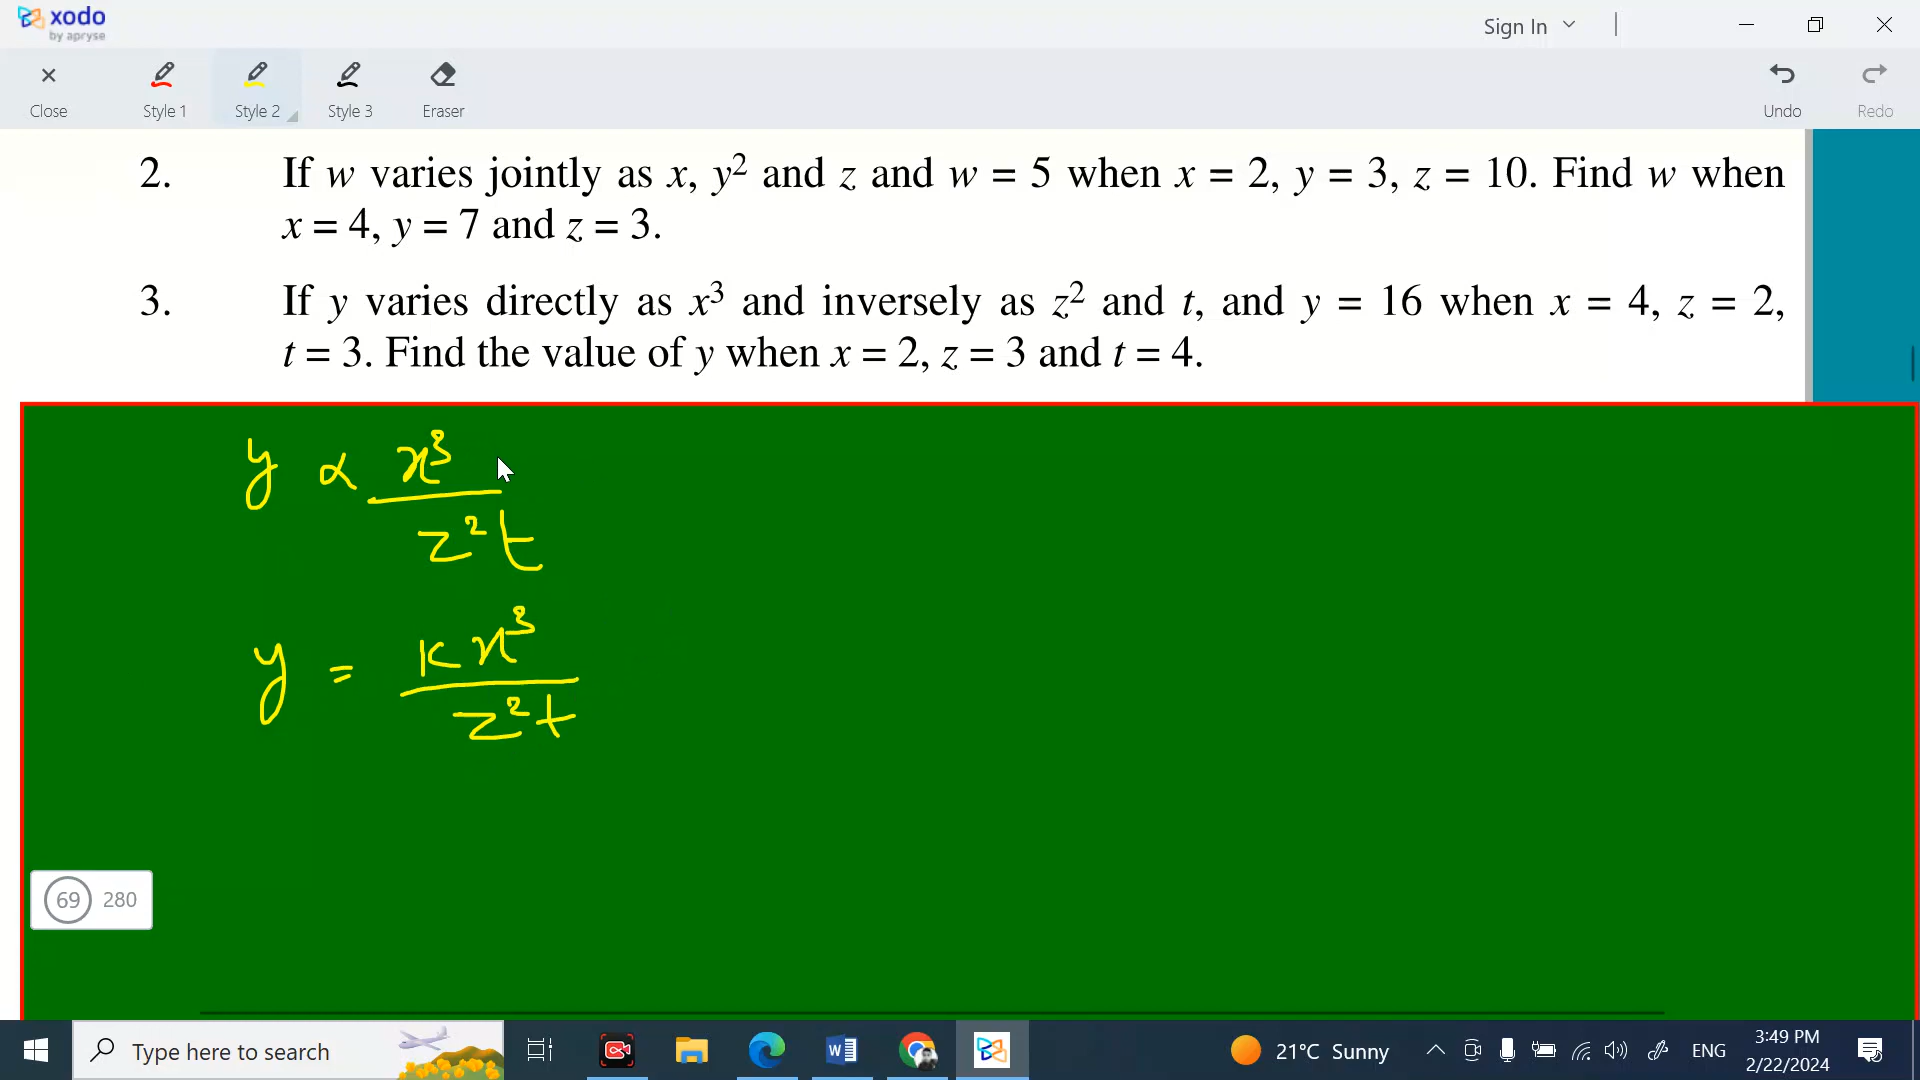 xodo
by apryse
Sign In
Close
Style 1
Style 2
Style 3
Eraser
Undo
Redo
2. If w varies jointly as x, y² and z and w = 5 when x = 2, y = 3, z = 10. Find w when
x = 4, y = 7 and z = 3.
3. If y varies directly as x³ and inversely as z² and t, and y = 16 when x = 4, z = 2,
t = 3. Find the value of y when x = 2, z = 3 and t = 4.
y ∝ x³ / z²t
y = Kx³ / z²t
69 280
Type here to search
21°C Sunny
ENG
3:49 PM
2/22/2024